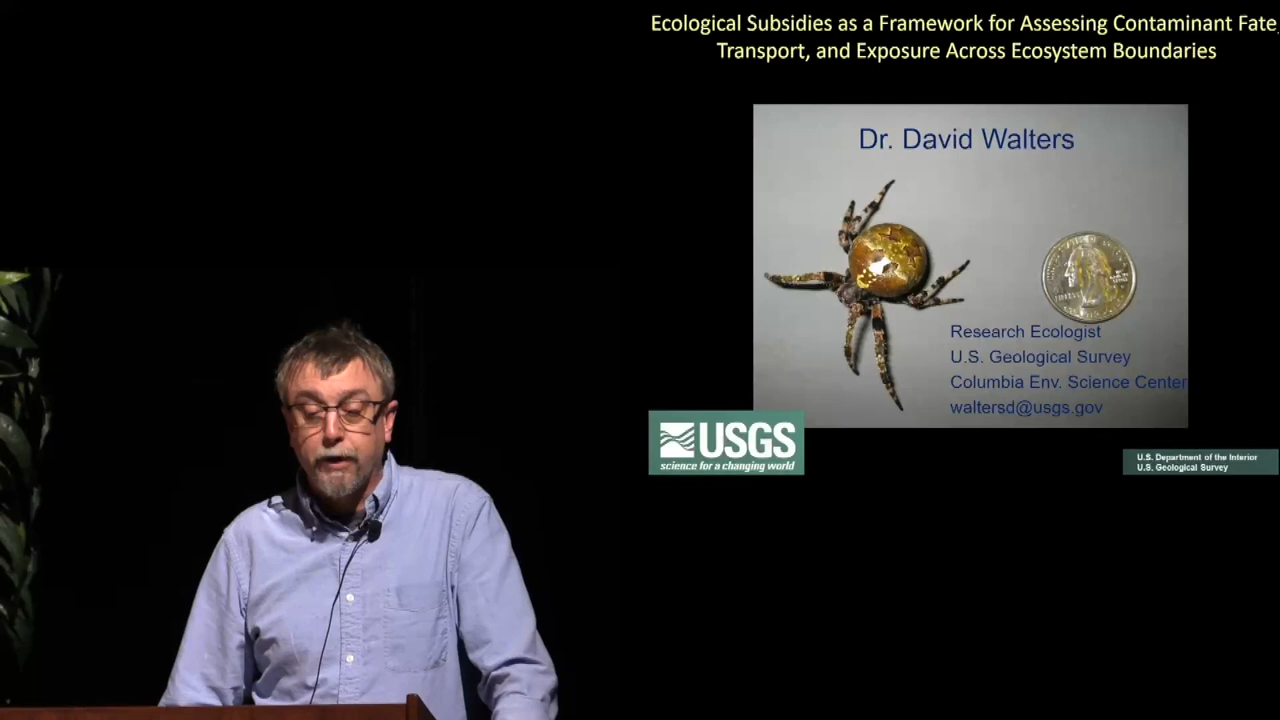 Ecological Subsidies as a Framework for Assessing Contaminant Fate,
Transport, and Exposure Across Ecosystem Boundaries
Dr. David Walters
Research Ecologist
U.S. Geological Survey
Columbia Env. Science Center
waltersd@usgs.gov
USGS
science for a changing world
U.S. Department of the Interior
U.S. Geological Survey